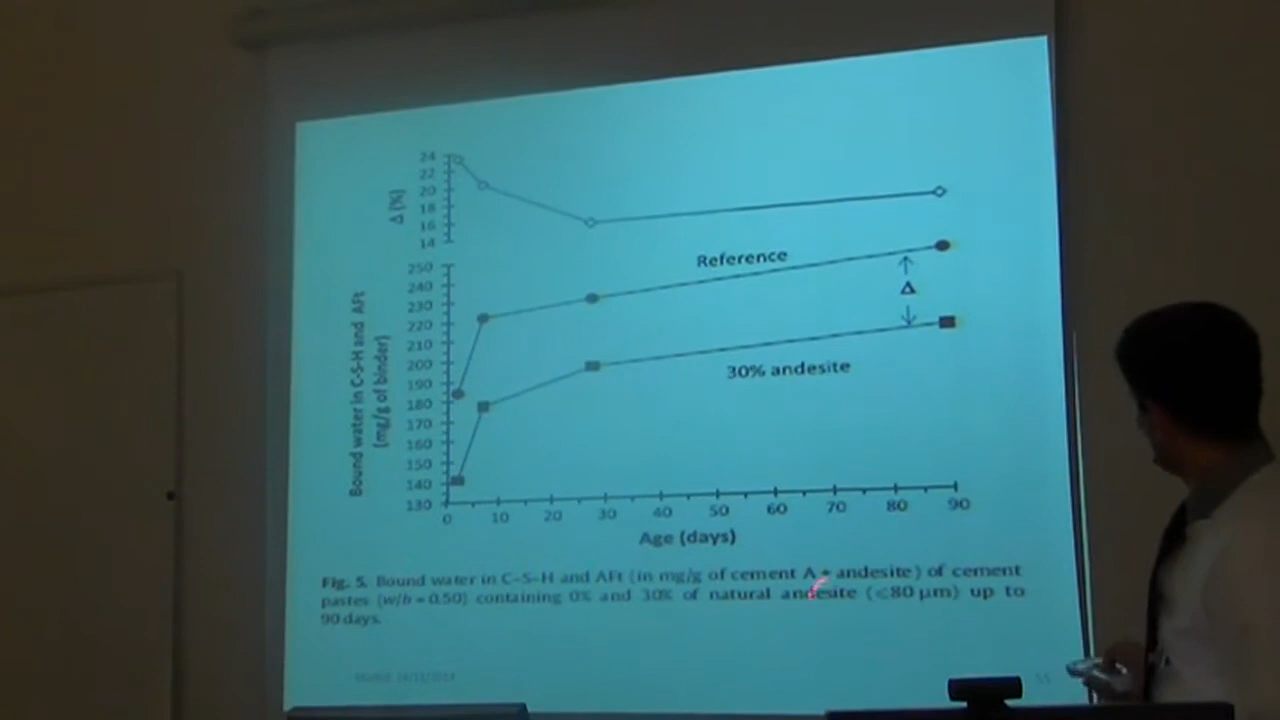 24
22
20
18
16
14
Δ (%)
Reference
250
240
230
220
210
200
190
180
170
160
150
140
130
Bound water in C-S-H and AFt
(mg/g of binder)
Δ
30% andesite
0 10 20 30 40 50 60 70 80 90
Age (days)
Fig. 5. Bound water in C–S–H and AFt (in mg/g of cement A + andesite) of cement
pastes (w/b = 0.50) containing 0% and 30% of natural andesite (<80 μm) up to
90 days.